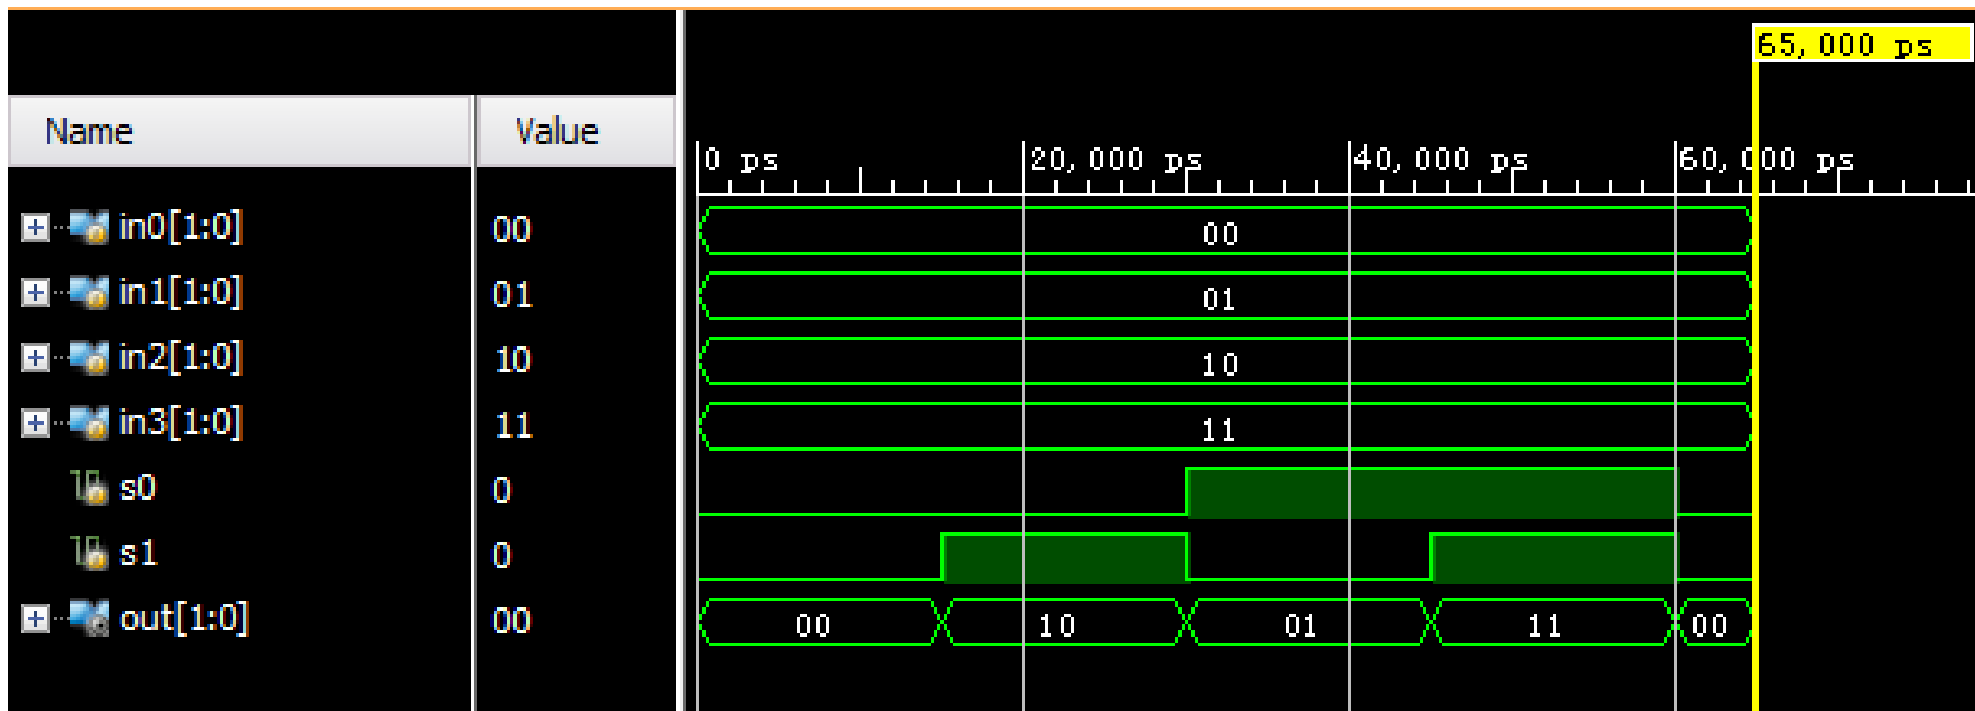 65,000 ps
Name Value
0 ps 20,000 ps 40,000 ps 60,000 ps
in0[1:0] 00 00
in1[1:0] 01 01
in2[1:0] 10 10
in3[1:0] 11 11
s0 0
s1 0
out[1:0] 00 00 10 01 11 00